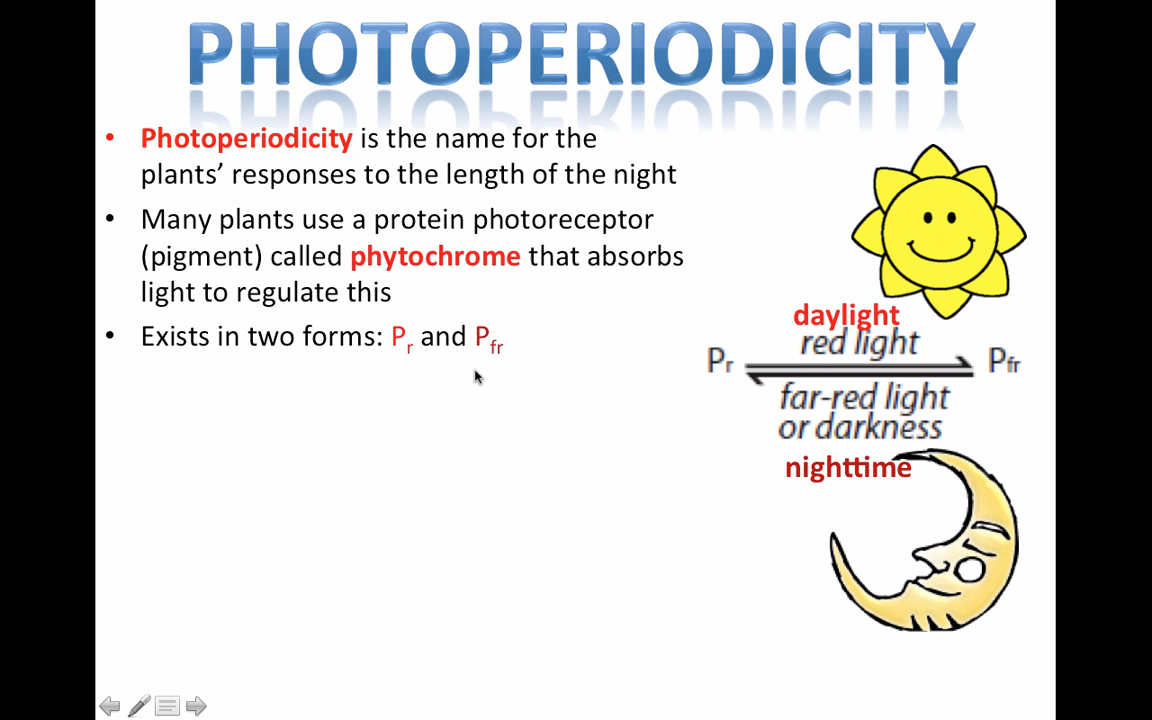 PHOTOPERIODICITY
• Photoperiodicity is the name for the
plants’ responses to the length of the night
• Many plants use a protein photoreceptor
(pigment) called phytochrome that absorbs
light to regulate this
• Exists in two forms: Pr and Pfr
daylight
red light
Pr
Pfr
far-red light
or darkness
nighttime